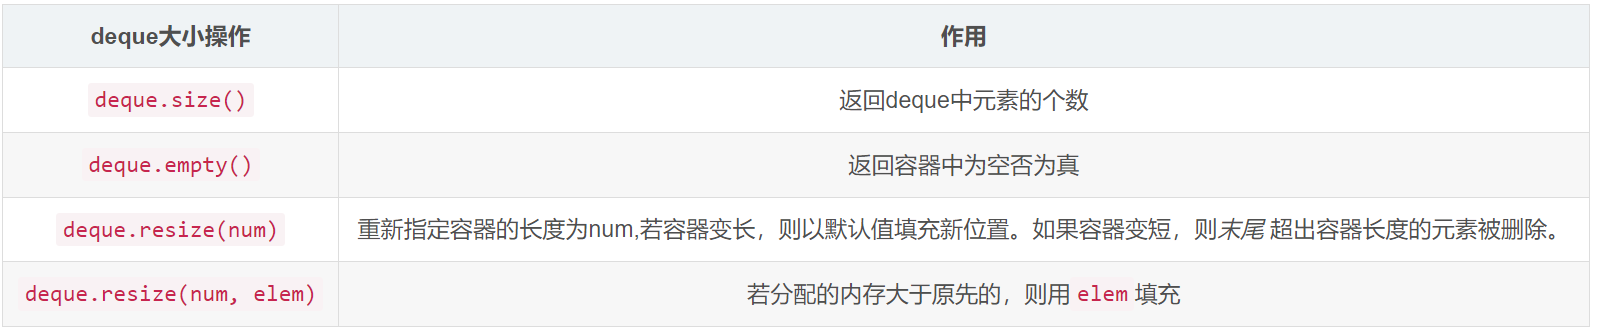 deque大小操作 作用
deque.size() 返回deque中元素的个数
deque.empty() 返回容器中为空否为真
deque.resize(num) 重新指定容器的长度为num,若容器变长，则以默认值填充新位置。如果容器变短，则末尾 超出容器长度的元素被删除。
deque.resize(num, elem) 若分配的内存大于原先的，则用 elem 填充